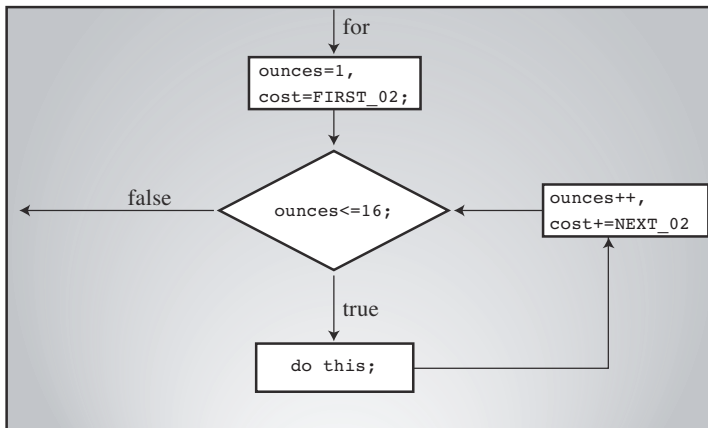 for
ounces=1,
cost=FIRST_02;
ounces<=16;
false
ounces++,
cost+=NEXT_02
true
do this;